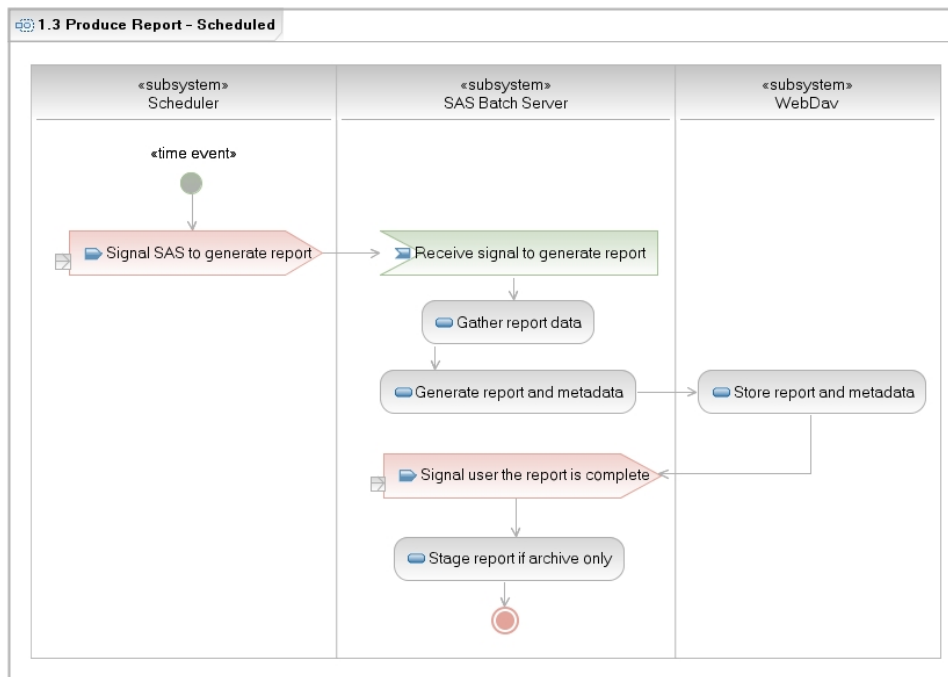 1.3 Produce Report - Scheduled
«subsystem»
Scheduler
«subsystem»
SAS Batch Server
«subsystem»
WebDav
«time event»
Signal SAS to generate report
Receive signal to generate report
Gather report data
Generate report and metadata
Store report and metadata
Signal user the report is complete
Stage report if archive only